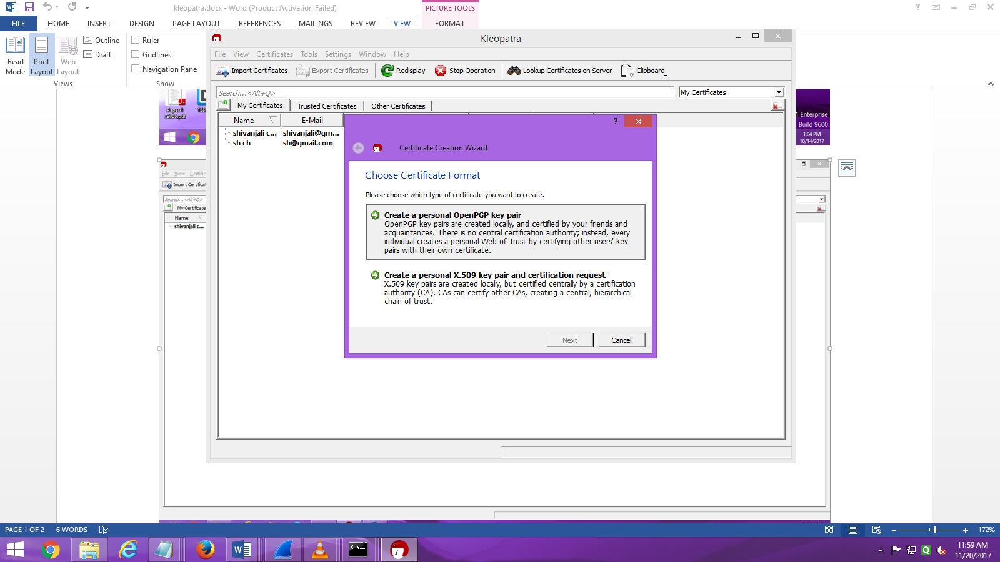 kleopatra.docx - Word (Product Activation Failed)
PICTURE TOOLS
FILE HOME INSERT DESIGN PAGE LAYOUT REFERENCES MAILINGS REVIEW VIEW FORMAT
Read Mode
Print Layout
Web Layout
Outline
Draft
Views
Ruler
Gridlines
Navigation Pane
Show
Kleopatra
File View Certificates Tools Settings Window Help
Import Certificates Export Certificates Redisplay Stop Operation Lookup Certificates on Server Clipboard
Search...<Alt+Q>
My Certificates
My Certificates Trusted Certificates Other Certificates
Name E-Mail
shivanjali c... shivanjali@gm...
sh ch sh@gmail.com
?
Certificate Creation Wizard
Choose Certificate Format
Please choose which type of certificate you want to create.
Create a personal OpenPGP key pair
OpenPGP key pairs are created locally, and certified by your friends and
acquaintances. There is no central certification authority; instead, every
individual creates a personal Web of Trust by certifying other users' key
pairs with their own certificate.
Create a personal X.509 key pair and certification request
X.509 key pairs are created locally, but certified centrally by a certification
authority (CA). CAs can certify other CAs, creating a central, hierarchical
chain of trust.
Next Cancel
Paper-I
1 Enterprise
Build 9600
1:04 PM
10/14/2017
File View Certific
Import Certificat
Search...<Alt+Q>
My Certificate
Name
shivanjali c...
PAGE 1 OF 2 6 WORDS
172%
11:59 AM
11/20/2017